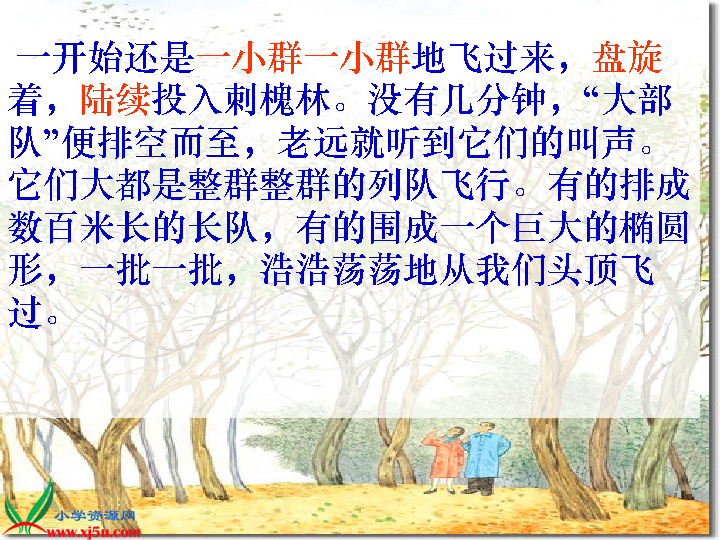 一开始还是一小群一小群地飞过来，盘旋
着，陆续投入刺槐林。没有几分钟，“大部
队”便排空而至，老远就听到它们的叫声。
它们大都是整群整群的列队飞行。有的排成
数百米长的长队，有的围成一个巨大的椭圆
形，一批一批，浩浩荡荡地从我们头顶飞
过。
小学资源网
www.xj5u.com